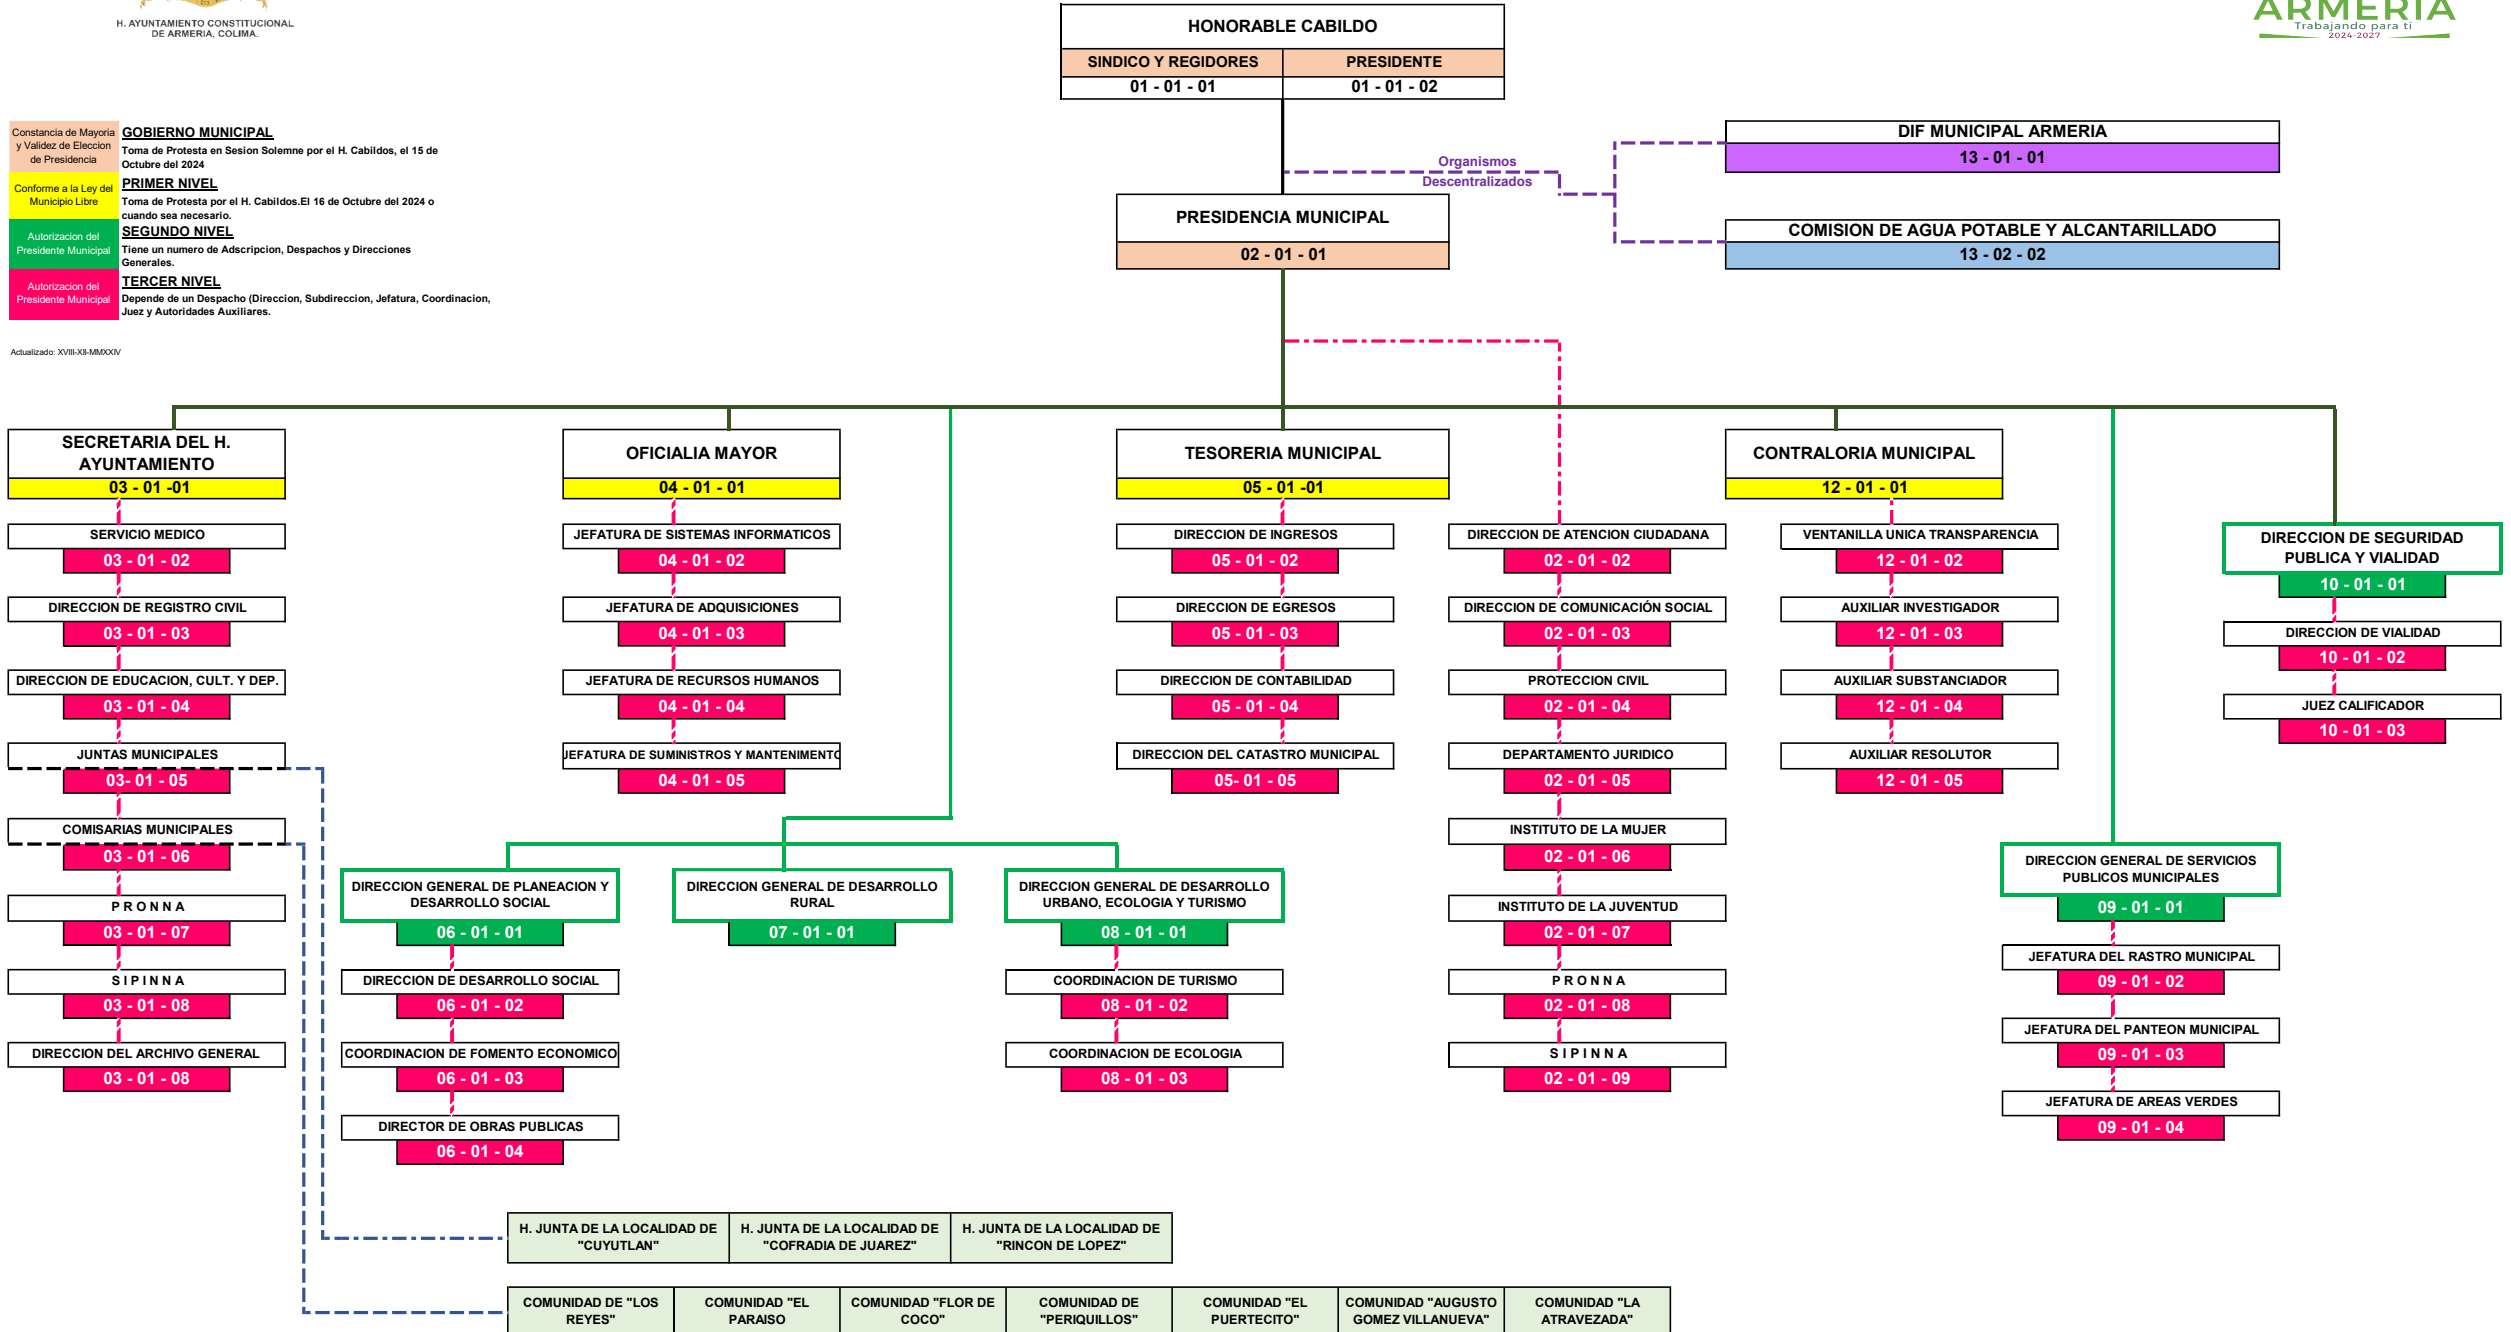 H. AYUNTAMIENTO CONSTITUCIONAL
DE ARMERIA, COLIMA.
ARMERIA
Trabajando para tí
2024-2027
HONORABLE CABILDO
SINDICO Y REGIDORES
PRESIDENTE
01 - 01 - 01
01 - 01 - 02
Constancia de Mayoria
y Validez de Eleccion
de Presidencia
GOBIERNO MUNICIPAL
Toma de Protesta en Sesion Solemne por el H. Cabildos, el 15 de
Octubre del 2024
Conforme a la Ley del
Municipio Libre
PRIMER NIVEL
Toma de Protesta por el H. Cabildos.El 16 de Octubre del 2024 o
cuando sea necesario.
Autorizacion del
Presidente Municipal
SEGUNDO NIVEL
Tiene un numero de Adscripcion, Despachos y Direcciones
Generales.
Autorizacion del
Presidente Municipal
TERCER NIVEL
Depende de un Despacho (Direccion, Subdireccion, Jefatura, Coordinacion,
Juez y Autoridades Auxiliares.
Actualizado: XVIII-XII-MMXXIV
Organismos
Descentralizados
DIF MUNICIPAL ARMERIA
13 - 01 - 01
COMISION DE AGUA POTABLE Y ALCANTARILLADO
13 - 02 - 02
PRESIDENCIA MUNICIPAL
02 - 01 - 01
SECRETARIA DEL H.
AYUNTAMIENTO
03 - 01 -01
SERVICIO MEDICO
03 - 01 - 02
DIRECCION DE REGISTRO CIVIL
03 - 01 - 03
DIRECCION DE EDUCACION, CULT. Y DEP.
03 - 01 - 04
JUNTAS MUNICIPALES
03- 01 - 05
COMISARIAS MUNICIPALES
03 - 01 - 06
P R O N N A
03 - 01 - 07
S I P I N N A
03 - 01 - 08
DIRECCION DEL ARCHIVO GENERAL
03 - 01 - 08
OFICIALIA MAYOR
04 - 01 - 01
JEFATURA DE SISTEMAS INFORMATICOS
04 - 01 - 02
JEFATURA DE ADQUISICIONES
04 - 01 - 03
JEFATURA DE RECURSOS HUMANOS
04 - 01 - 04
JEFATURA DE SUMINISTROS Y MANTENIMENTO
04 - 01 - 05
DIRECCION GENERAL DE PLANEACION Y
DESARROLLO SOCIAL
06 - 01 - 01
DIRECCION DE DESARROLLO SOCIAL
06 - 01 - 02
COORDINACION DE FOMENTO ECONOMICO
06 - 01 - 03
DIRECTOR DE OBRAS PUBLICAS
06 - 01 - 04
DIRECCION GENERAL DE DESARROLLO
RURAL
07 - 01 - 01
DIRECCION GENERAL DE DESARROLLO
URBANO, ECOLOGIA Y TURISMO
08 - 01 - 01
COORDINACION DE TURISMO
08 - 01 - 02
COORDINACION DE ECOLOGIA
08 - 01 - 03
TESORERIA MUNICIPAL
05 - 01 -01
DIRECCION DE INGRESOS
05 - 01 - 02
DIRECCION DE EGRESOS
05 - 01 - 03
DIRECCION DE CONTABILIDAD
05 - 01 - 04
DIRECCION DEL CATASTRO MUNICIPAL
05- 01 - 05
DIRECCION DE ATENCION CIUDADANA
02 - 01 - 02
DIRECCION DE COMUNICACIÓN SOCIAL
02 - 01 - 03
PROTECCION CIVIL
02 - 01 - 04
DEPARTAMENTO JURIDICO
02 - 01 - 05
INSTITUTO DE LA MUJER
02 - 01 - 06
INSTITUTO DE LA JUVENTUD
02 - 01 - 07
P R O N N A
02 - 01 - 08
S I P I N N A
02 - 01 - 09
CONTRALORIA MUNICIPAL
12 - 01 - 01
VENTANILLA UNICA TRANSPARENCIA
12 - 01 - 02
AUXILIAR INVESTIGADOR
12 - 01 - 03
AUXILIAR SUBSTANCIADOR
12 - 01 - 04
AUXILIAR RESOLUTOR
12 - 01 - 05
DIRECCION GENERAL DE SERVICIOS
PUBLICOS MUNICIPALES
09 - 01 - 01
JEFATURA DEL RASTRO MUNICIPAL
09 - 01 - 02
JEFATURA DEL PANTEON MUNICIPAL
09 - 01 - 03
JEFATURA DE AREAS VERDES
09 - 01 - 04
DIRECCION DE SEGURIDAD
PUBLICA Y VIALIDAD
10 - 01 - 01
DIRECCION DE VIALIDAD
10 - 01 - 02
JUEZ CALIFICADOR
10 - 01 - 03
H. JUNTA DE LA LOCALIDAD DE
"CUYUTLAN"
H. JUNTA DE LA LOCALIDAD DE
"COFRADIA DE JUAREZ"
H. JUNTA DE LA LOCALIDAD DE
"RINCON DE LOPEZ"
COMUNIDAD DE "LOS
REYES"
COMUNIDAD "EL
PARAISO
COMUNIDAD "FLOR DE
COCO"
COMUNIDAD DE
"PERIQUILLOS"
COMUNIDAD "EL
PUERTECITO"
COMUNIDAD "AUGUSTO
GOMEZ VILLANUEVA"
COMUNIDAD "LA
ATRAVEZADA"